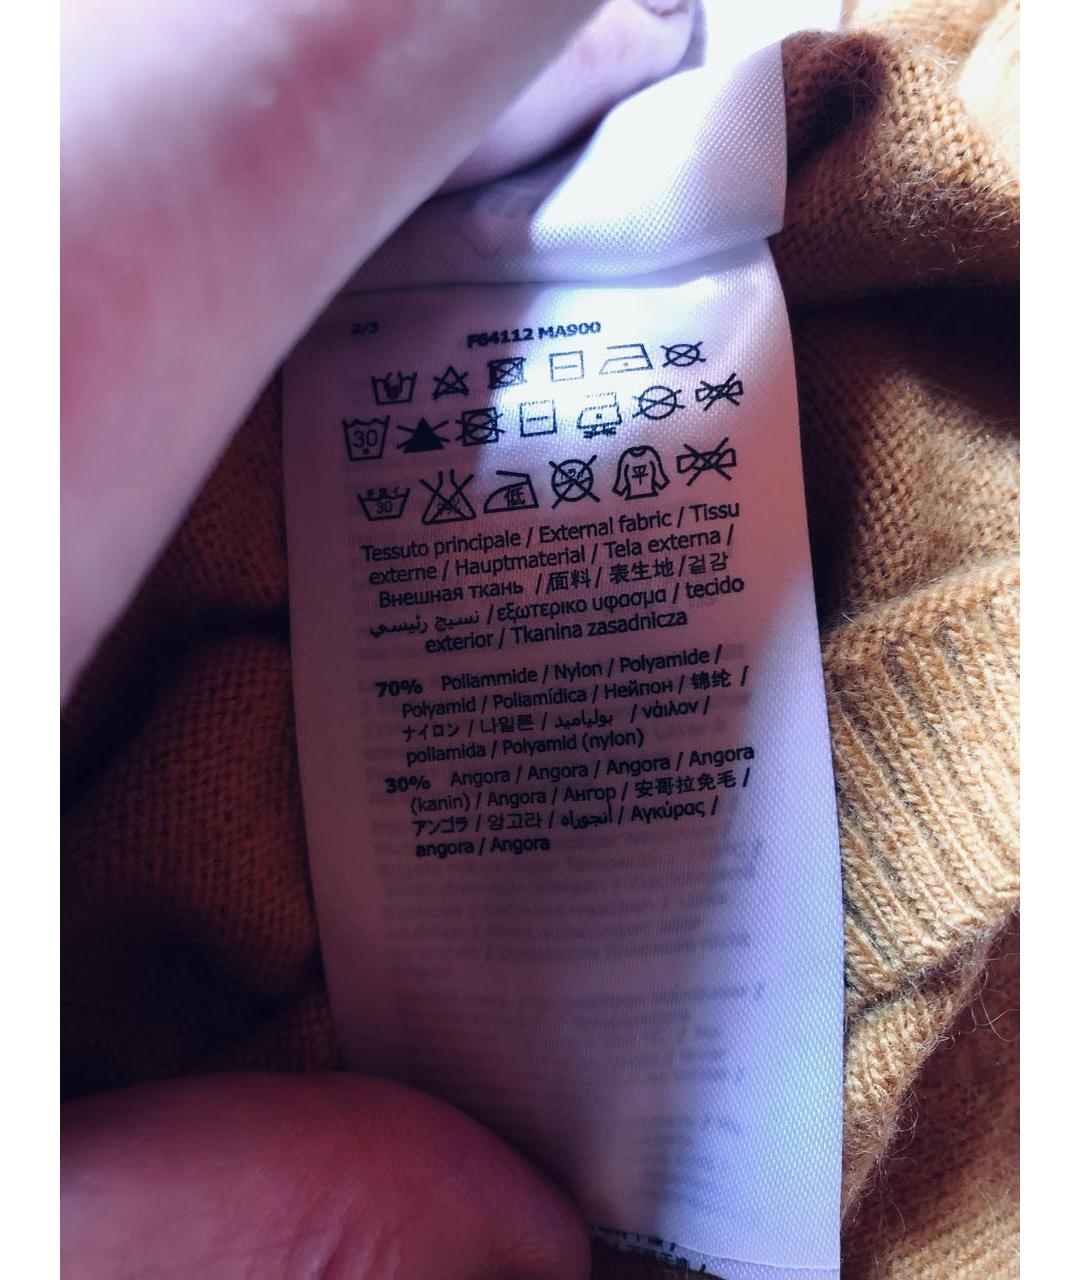 2/3
F64112 MA900
30
30
低
平
Tessuto principale / External fabric / Tissu
externe / Hauptmaterial / Tela externa /
Внешная ткань / 面料 / 表生地 / 겉감
نسيج رئيسي / εξωτερικο υφασμα / tecido
exterior / Tkanina zasadnicza
70% Poliammide / Nylon / Polyamide /
Polyamid / Poliamídica / Нейлон / 锦纶 /
ナイロン / 나일론 / بولياميد / νάιλον /
poliamida / Polyamid (nylon)
30% Angora / Angora / Angora / Angora
(kanin) / Angora / Ангор / 安哥拉兔毛 /
アンゴラ / 앙고라 / أنجوراه / Αγκύρας /
angora / Angora